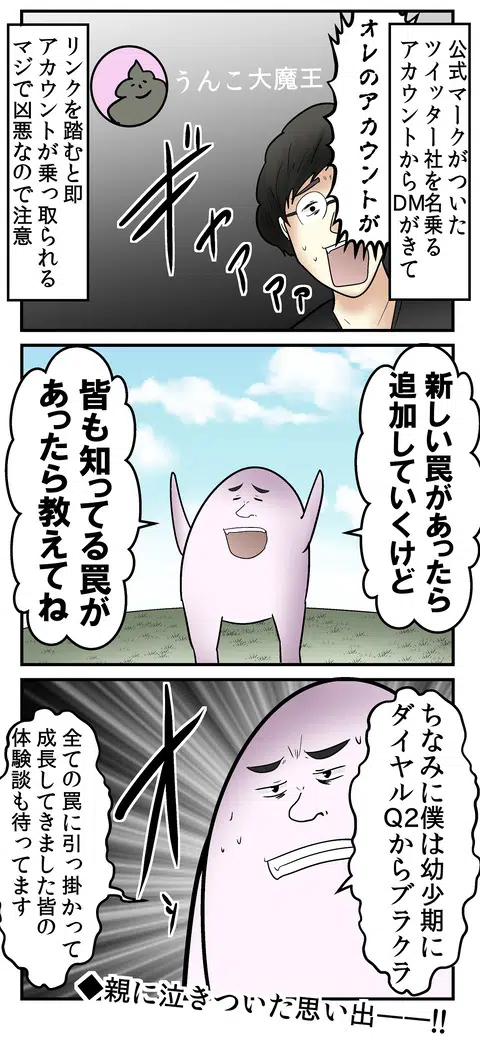 公式マークがついた
ツイッター社を名乗る
アカウントから
DMがきて
オレのアカウントが
うんこ大魔王
ギャアァァァ
リンクを踏むと即
アカウントが乗っ取られる
マジで凶悪なので注意
新しい罠があったら
追加していくけど
皆も知ってる罠が
あったら教えてね
ちなみに僕は幼少期に
ダイヤルQ2からブラクラ
全ての罠に引っ掛かって
成長してきました皆の
体験談も待ってます
オォ
◆親に泣きついた思い出――!!